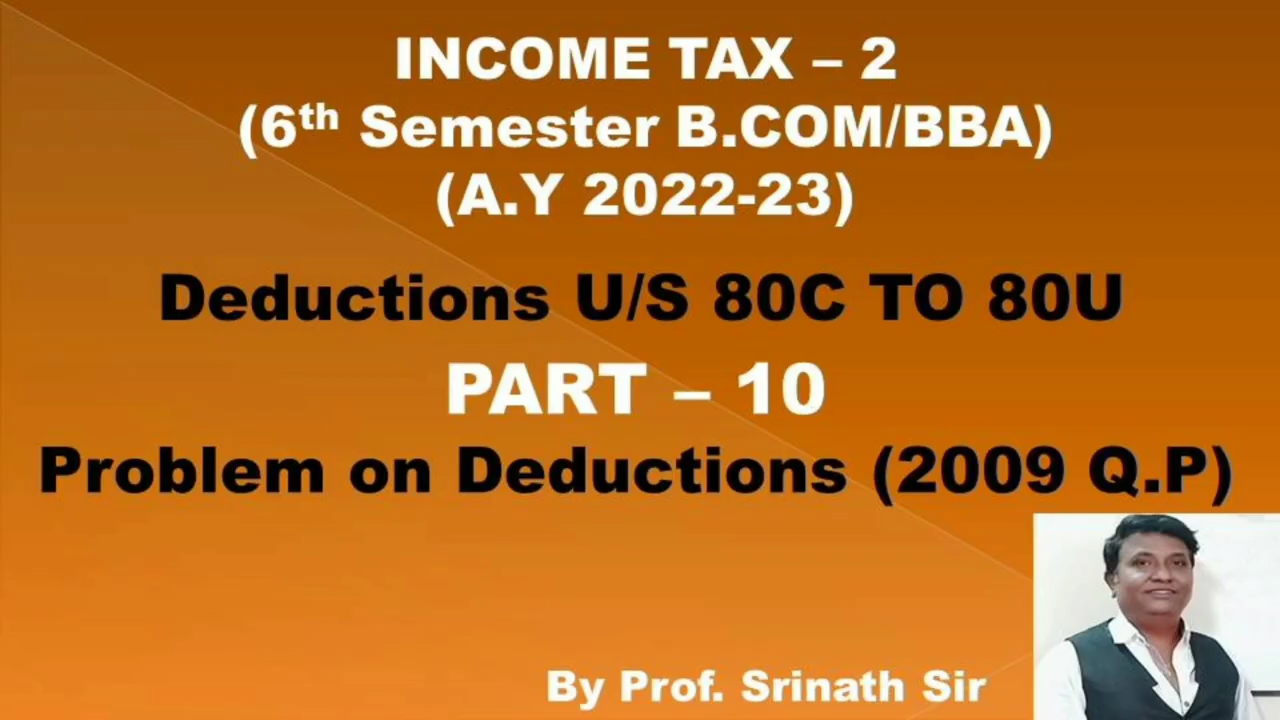 INCOME TAX – 2
(6th Semester B.COM/BBA)
(A.Y 2022-23)
Deductions U/S 80C TO 80U
PART – 10
Problem on Deductions (2009 Q.P)
By Prof. Srinath Sir